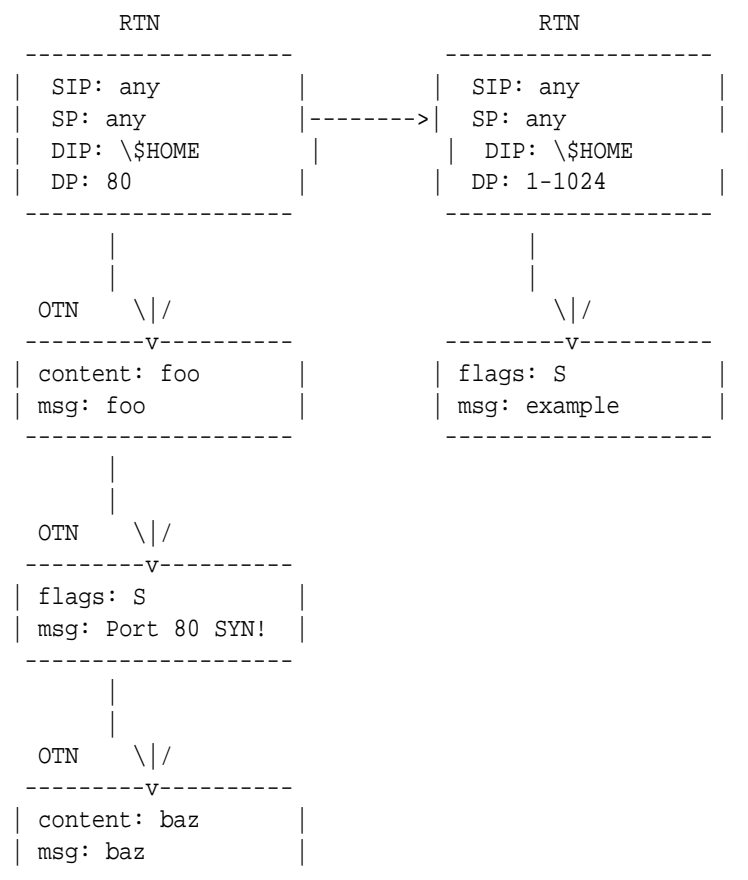 RTN                            RTN
 --------------------           --------------------
|  SIP: any          |         |  SIP: any          |
|  SP: any           |-------->|  SP: any           |
|  DIP: \$HOME        |         |  DIP: \$HOME        |
|  DP: 80            |         |  DP: 1-1024        |
 --------------------           --------------------
       |                              |
       |                              |
 OTN    \|/                            \|/
 ---------v----------           ---------v----------
| content: foo       |         | flags: S           |
| msg: foo           |         | msg: example       |
 --------------------           --------------------
       |
       |
 OTN    \|/
 ---------v----------
| flags: S           |
| msg: Port 80 SYN!  |
 --------------------
       |
       |
 OTN    \|/
 ---------v----------
| content: baz       |
| msg: baz           |